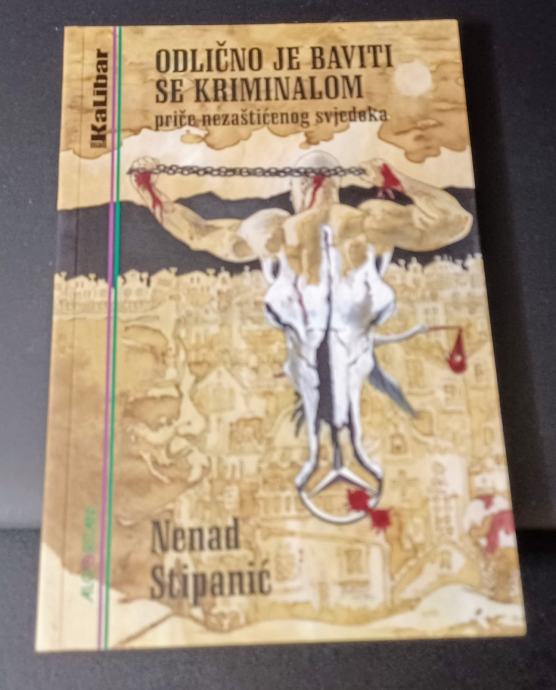 KaLibar
ODLIČNO JE BAVITI
SE KRIMINALOM
priče nezaštićenog svjedoka
Nenad
Stipanić